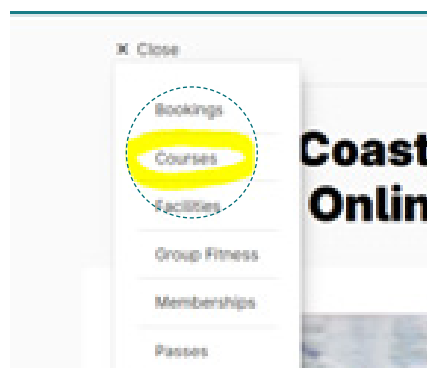 × Close
Bookings
Courses
Facilities
Group Fitness
Memberships
Passes
Coast
Onlin